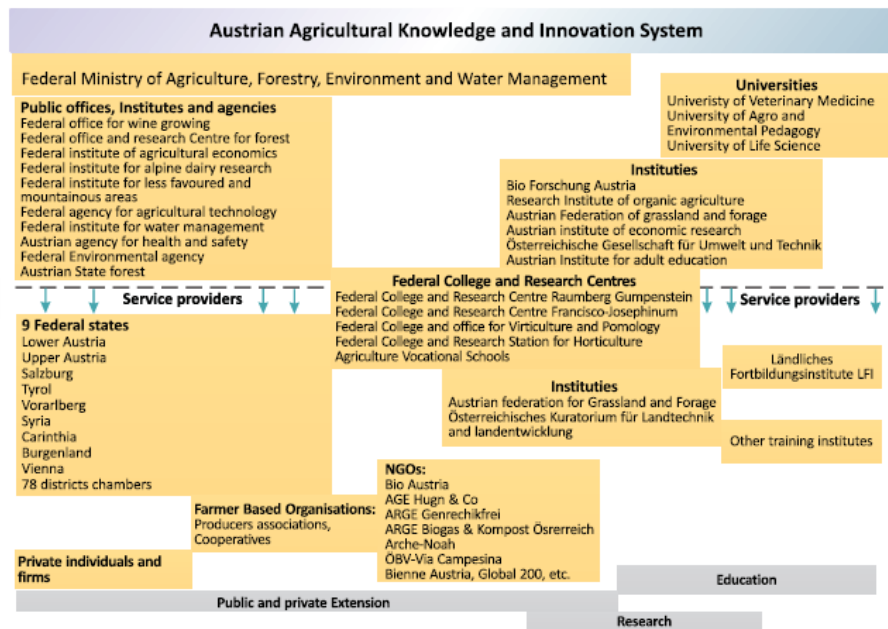 Austrian Agricultural Knowledge and Innovation System
Federal Ministry of Agriculture, Forestry, Environment and Water Management
Public offices, Institutes and agencies
Federal office for wine growing
Federal office and research Centre for forest
Federal institute of agricultural economics
Federal institute for alpine dairy research
Federal institute for less favoured and
mountainous areas
Federal agency for agricultural technology
Federal institute for water management
Austrian agency for health and safety
Federal Environmental agency
Austrian State forest
Universities
Univeristy of Veterinary Medicine
University of Agro and
Environmental Pedagogy
University of Life Science
Instituties
Bio Forschung Austria
Research Institute of organic agriculture
Austrian Federation of grassland and forage
Austrian institute of economic research
Österreichische Gesellschaft für Umwelt und Technik
Austrian Institute for adult education
Federal College and Research Centres
Federal College and Research Centre Raumberg Gumpenstein
Federal College and Research Centre Francisco-Josephinum
Federal College and office for Virticulture and Pomology
Federal College and Research Station for Horticulture
Agriculture Vocational Schools
Service providers
Service providers
9 Federal states
Lower Austria
Upper Austria
Salzburg
Tyrol
Vorarlberg
Syria
Carinthia
Burgenland
Vienna
78 districts chambers
Ländliches
Fortbildungsinstitute LFI
Instituties
Austrian federation for Grassland and Forage
Österreichisches Kuratorium für Landtechnik
and landentwicklung
Other training institutes
NGOs:
Bio Austria
AGE Hugn & Co
ARGE Genrechikfrei
ARGE Biogas & Kompost Ösrerreich
Arche-Noah
ÖBV-Via Campesina
Bienne Austria, Global 200, etc.
Farmer Based Organisations:
Producers associations,
Cooperatives
Private individuals and
firms
Education
Public and private Extension
Research